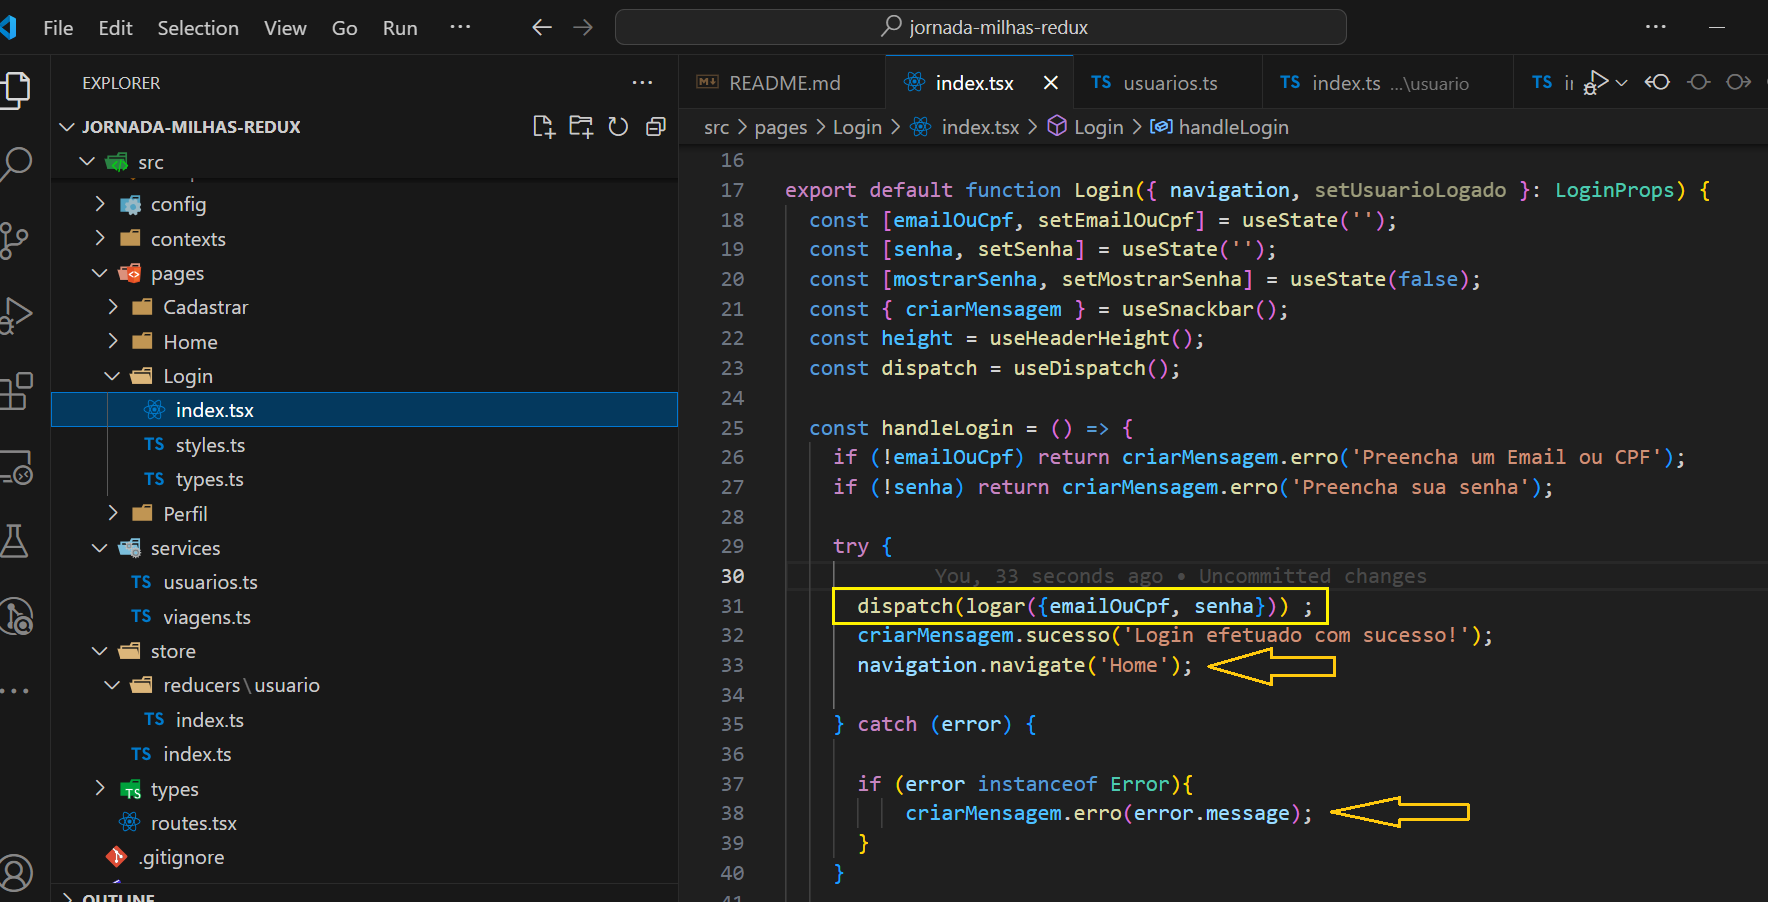 File Edit Selection View Go Run ···
jornada-milhas-redux
EXPLORER
JORNADA-MILHAS-REDUX
src
config
contexts
pages
Cadastrar
Home
Login
index.tsx
styles.ts
types.ts
Perfil
services
usuarios.ts
viagens.ts
store
reducers\usuario
index.ts
index.ts
types
routes.tsx
.gitignore
OUTLINE
README.md index.tsx TS usuarios.ts TS index.ts ...\usuario TS
src > pages > Login > index.tsx > Login > handleLogin
16
17 export default function Login({ navigation, setUsuarioLogado }: LoginProps) {
18 const [emailOuCpf, setEmailOuCpf] = useState('');
19 const [senha, setSenha] = useState('');
20 const [mostrarSenha, setMostrarSenha] = useState(false);
21 const { criarMensagem } = useSnackbar();
22 const height = useHeaderHeight();
23 const dispatch = useDispatch();
24
25 const handleLogin = () => {
26 if (!emailOuCpf) return criarMensagem.erro('Preencha um Email ou CPF');
27 if (!senha) return criarMensagem.erro('Preencha sua senha');
28
29 try {
30 You, 33 seconds ago • Uncommitted changes
31 dispatch(logar({emailOuCpf, senha})) ;
32 criarMensagem.sucesso('Login efetuado com sucesso!');
33 navigation.navigate('Home');
34
35 } catch (error) {
36
37 if (error instanceof Error){
38 criarMensagem.erro(error.message);
39 }
40 }